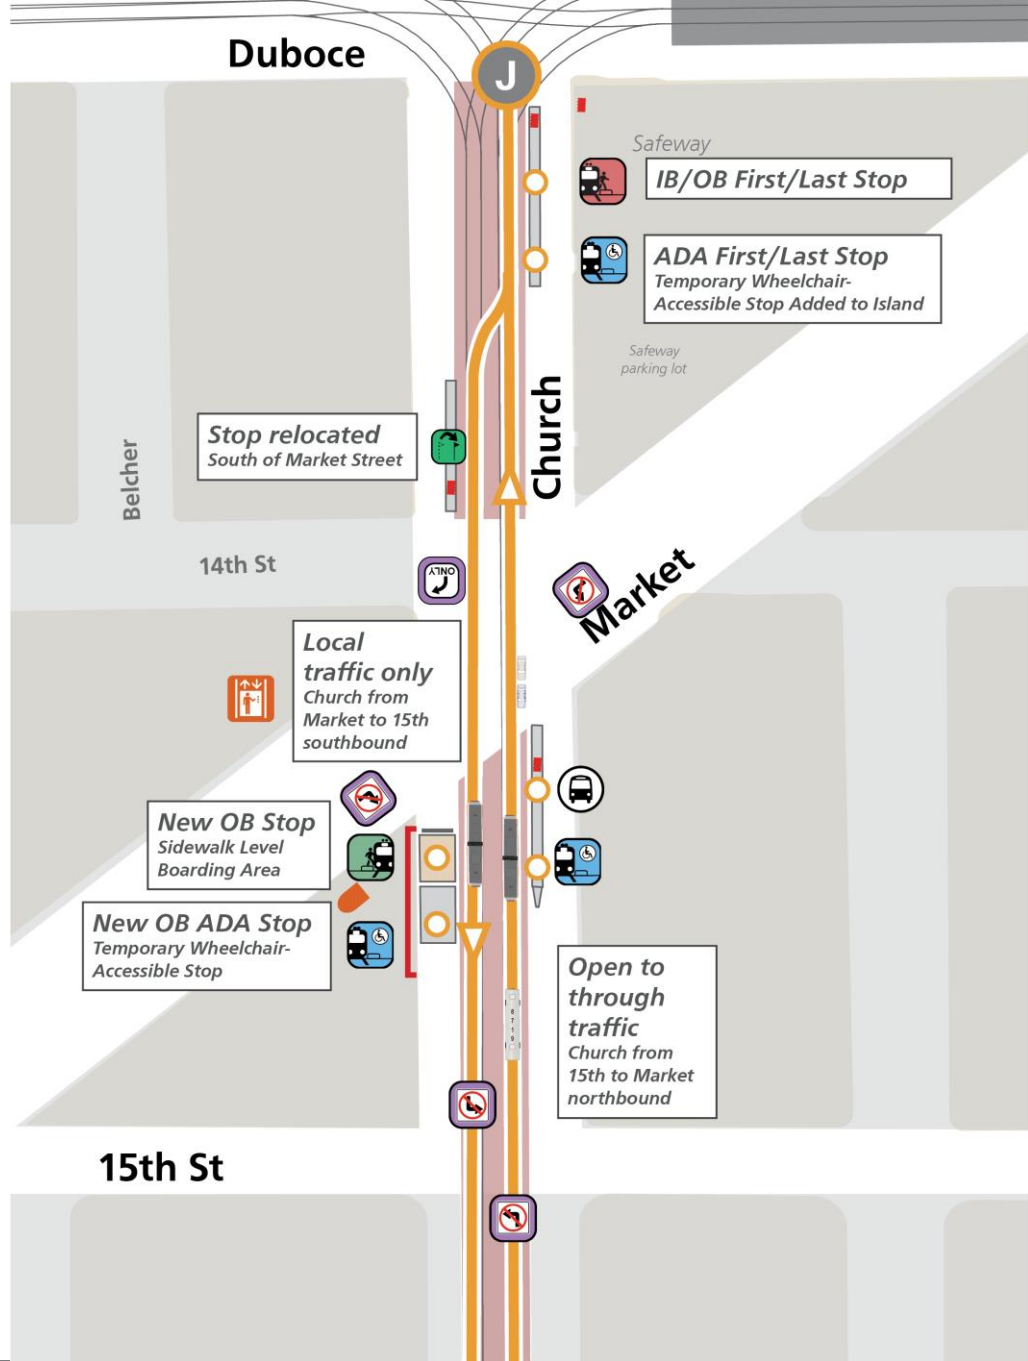 Duboce
J
Safeway
IB/OB First/Last Stop
ADA First/Last Stop
Temporary Wheelchair-
Accessible Stop Added to Island
Safeway
parking lot
Church
Stop relocated
South of Market Street
Belcher
14th St
ONLY
Market
Local
traffic only
Church from
Market to 15th
southbound
New OB Stop
Sidewalk Level
Boarding Area
New OB ADA Stop
Temporary Wheelchair-
Accessible Stop
Open to
through
traffic
Church from
15th to Market
northbound
15th St